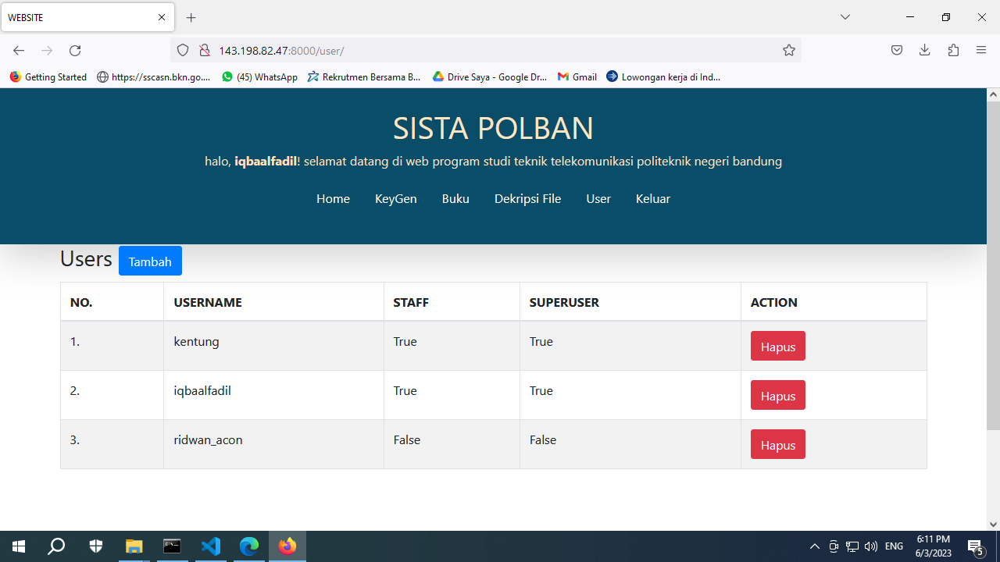 WEBSITE
143.198.82.47:8000/user/
Getting Started https://sscasn.bkn.go.... (45) WhatsApp Rekrutmen Bersama B... Drive Saya - Google Dr... Gmail Lowongan kerja di Ind...
SISTA POLBAN
halo, iqbaalfadil! selamat datang di web program studi teknik telekomunikasi politeknik negeri bandung
Home KeyGen Buku Dekripsi File User Keluar
Users Tambah
NO. USERNAME STAFF SUPERUSER ACTION
1. kentung True True Hapus
2. iqbaalfadil True True Hapus
3. ridwan_acon False False Hapus
ENG 6:11 PM 5
6/3/2023